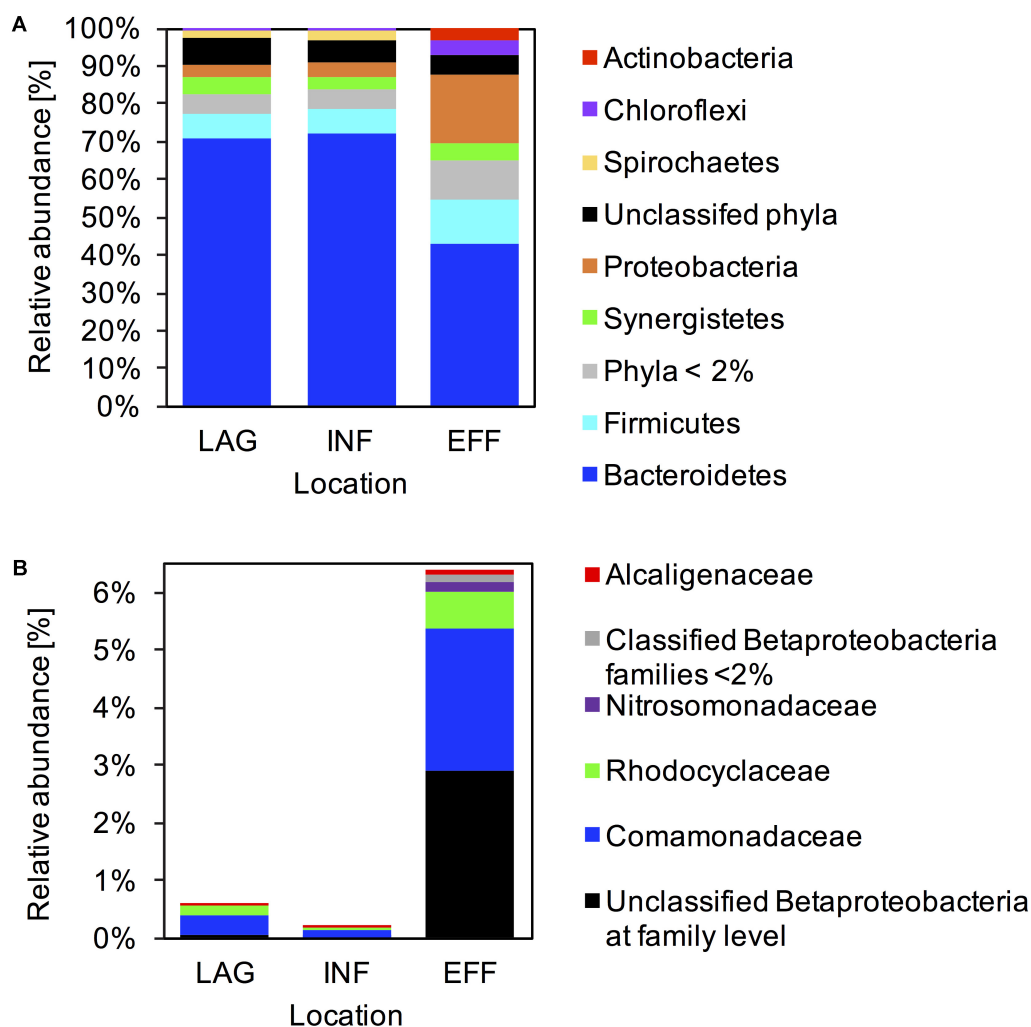 A
Relative abundance [%]
100%
90%
80%
70%
60%
50%
40%
30%
20%
10%
0%
LAG INF EFF
Location
Actinobacteria
Chloroflexi
Spirochaetes
Unclassifed phyla
Proteobacteria
Synergistetes
Phyla < 2%
Firmicutes
Bacteroidetes
B
Relative abundance [%]
6%
5%
4%
3%
2%
1%
0%
LAG INF EFF
Location
Alcaligenaceae
Classified Betaproteobacteria
families <2%
Nitrosomonadaceae
Rhodocyclaceae
Comamonadaceae
Unclassified Betaproteobacteria
at family level